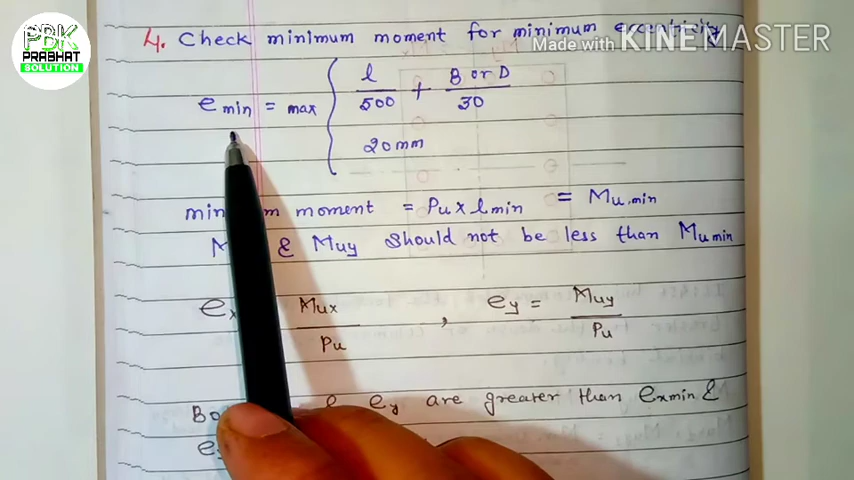 PBK
PRABHAT
SOLUTION
Made with KINEMASTER
4. Check minimum moment for minimum eccentricity
e min = max { l/500 + B or D/30
20mm
moment = Pu x emin = Mu.min
& Muy should not be less than Mu min
Mux/Pu , ey = Muy/Pu
ey are greater than exmin &